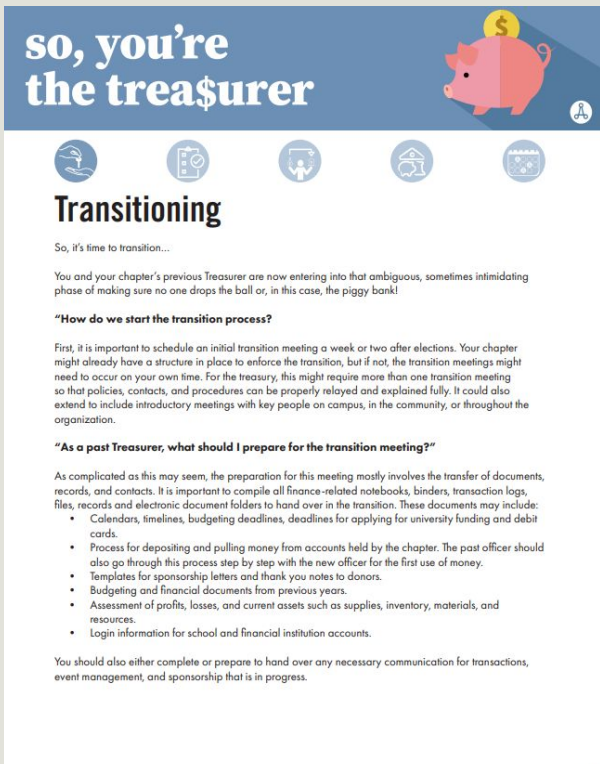 so, you're
the trea$urer
$
Transitioning
So, it's time to transition...
You and your chapter's previous Treasurer are now entering into that ambiguous, sometimes intimidating
phase of making sure no one drops the ball or, in this case, the piggy bank!
“How do we start the transition process?
First, it is important to schedule an initial transition meeting a week or two after elections. Your chapter
might already have a structure in place to enforce the transition, but if not, the transition meetings might
need to occur on your own time. For the treasury, this might require more than one transition meeting
so that policies, contacts, and procedures can be properly relayed and explained fully. It could also
extend to include introductory meetings with key people on campus, in the community, or throughout the
organization.
“As a past Treasurer, what should I prepare for the transition meeting?”
As complicated as this may seem, the preparation for this meeting mostly involves the transfer of documents,
records, and contacts. It is important to compile all finance-related notebooks, binders, transaction logs,
files, records and electronic document folders to hand over in the transition. These documents may include:
• Calendars, timelines, budgeting deadlines, deadlines for applying for university funding and debit
cards.
• Process for depositing and pulling money from accounts held by the chapter. The past officer should
also go through this process step by step with the new officer for the first use of money.
• Templates for sponsorship letters and thank you notes to donors.
• Budgeting and financial documents from previous years.
• Assessment of profits, losses, and current assets such as supplies, inventory, materials, and
resources.
• Login information for school and financial institution accounts.
You should also either complete or prepare to hand over any necessary communication for transactions,
event management, and sponsorship that is in progress.